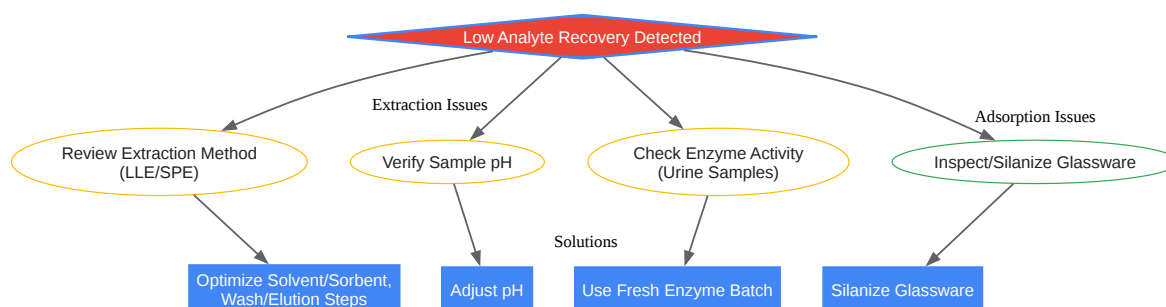 Low Analyte Recovery Detected
Extraction Issues
Adsorption Issues
Review Extraction Method
(LLE/SPE)
Verify Sample pH
Check Enzyme Activity
(Urine Samples)
Inspect/Silanize Glassware
Solutions
Optimize Solvent/Sorbent,
Wash/Elution Steps
Adjust pH
Use Fresh Enzyme Batch
Silanize Glassware